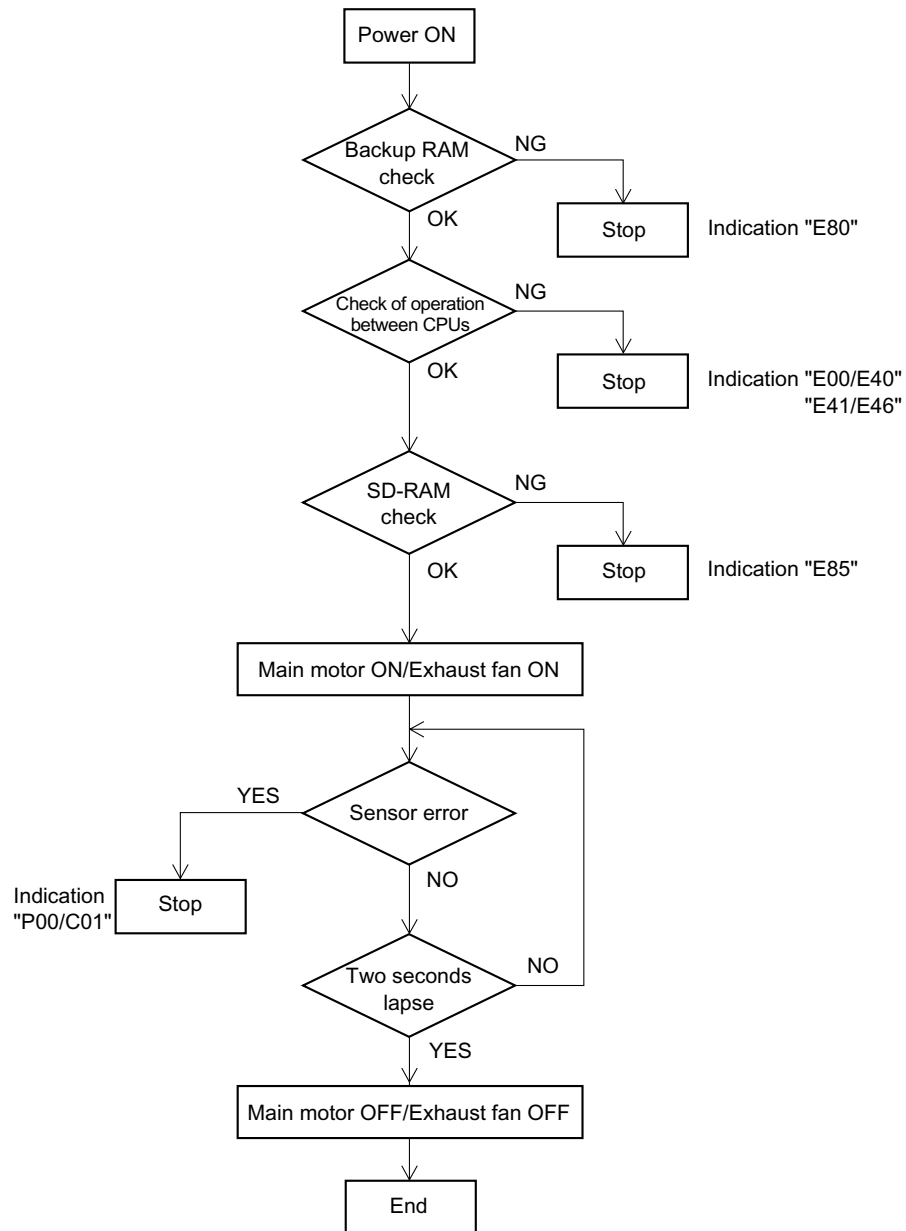 Power ON
Backup RAM
check
NG
OK
Stop
Indication "E80"
Check of operation
between CPUs
NG
OK
Stop
Indication "E00/E40"
"E41/E46"
SD-RAM
check
NG
OK
Stop
Indication "E85"
Main motor ON/Exhaust fan ON
YES
Sensor error
NO
Indication
"P00/C01"
Stop
Two seconds
lapse
NO
YES
Main motor OFF/Exhaust fan OFF
End